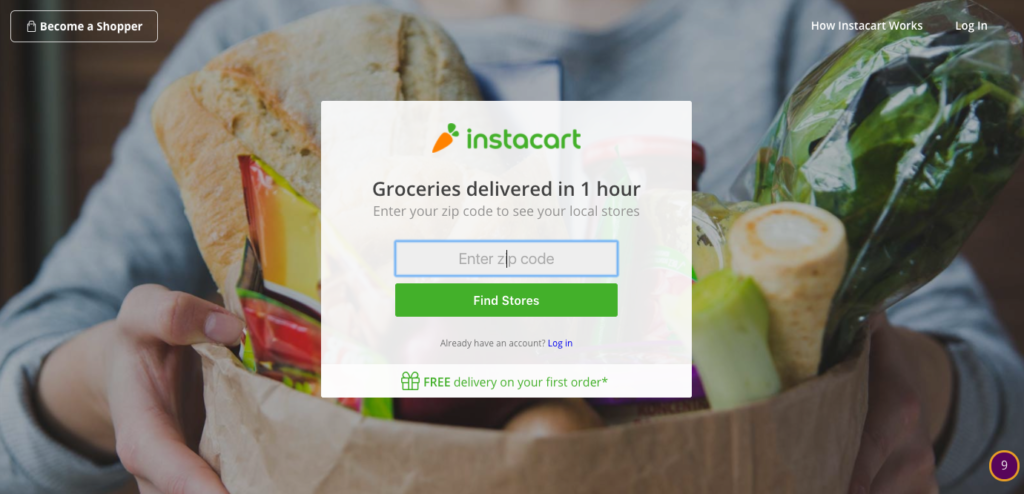 Become a Shopper
How Instacart Works
Log In
instacart
Groceries delivered in 1 hour
Enter your zip code to see your local stores
Enter zip code
Find Stores
Already have an account? Log in
FREE delivery on your first order*
9